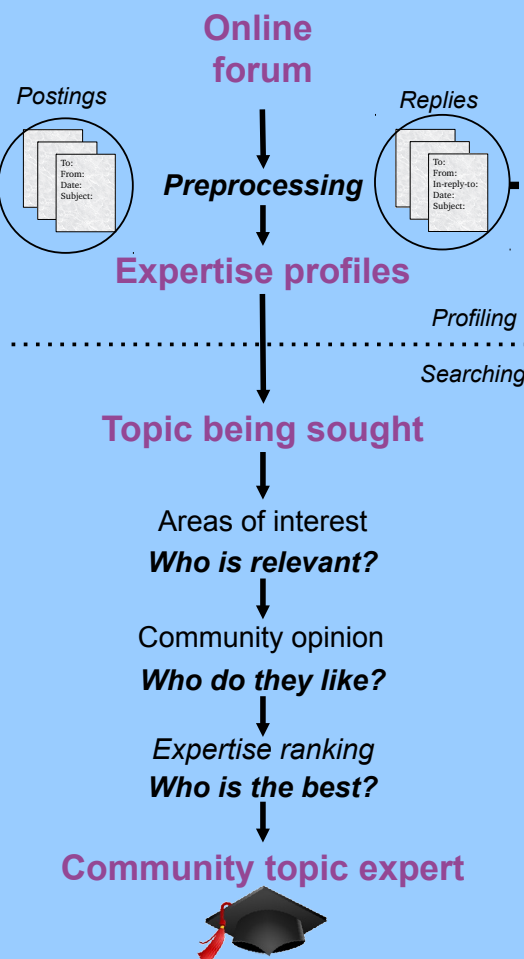 Online
forum
Postings
Replies
To:
From:
Date:
Subject:
Preprocessing
To:
From:
In-reply-to:
Date:
Subject:
Expertise profiles
Profiling
Searching
Topic being sought
Areas of interest
Who is relevant?
Community opinion
Who do they like?
Expertise ranking
Who is the best?
Community topic expert